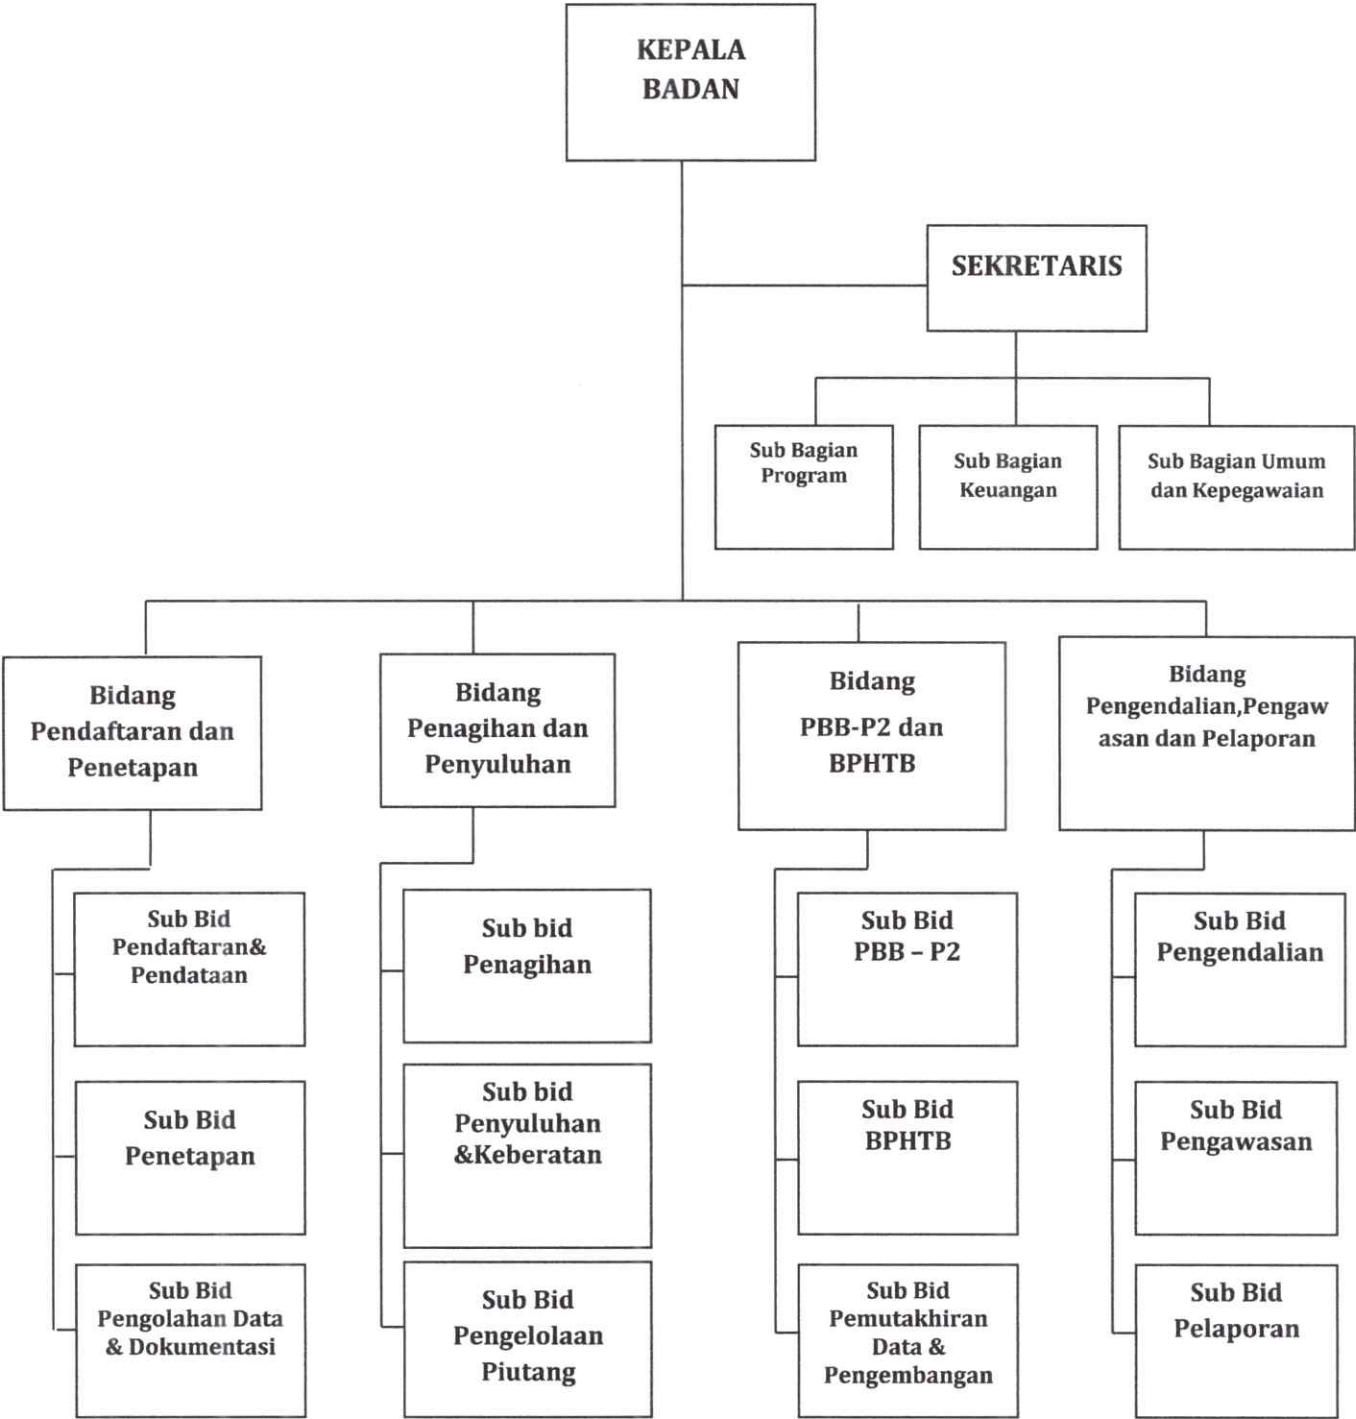 KEPALA
BADAN
SEKRETARIS
Sub Bagian
Program
Sub Bagian
Keuangan
Sub Bagian Umum
dan Kepegawaian
Bidang
Pendaftaran dan
Penetapan
Bidang
Penagihan dan
Penyuluhan
Bidang
PBB-P2 dan
BPHTB
Bidang
Pengendalian,Pengaw
asan dan Pelaporan
Sub Bid
Pendaftaran&
Pendataan
Sub Bid
Penetapan
Sub Bid
Pengolahan Data
& Dokumentasi
Sub bid
Penagihan
Sub bid
Penyuluhan
&Keberatan
Sub Bid
Pengelolaan
Piutang
Sub Bid
PBB – P2
Sub Bid
BPHTB
Sub Bid
Pemutakhiran
Data &
Pengembangan
Sub Bid
Pengendalian
Sub Bid
Pengawasan
Sub Bid
Pelaporan